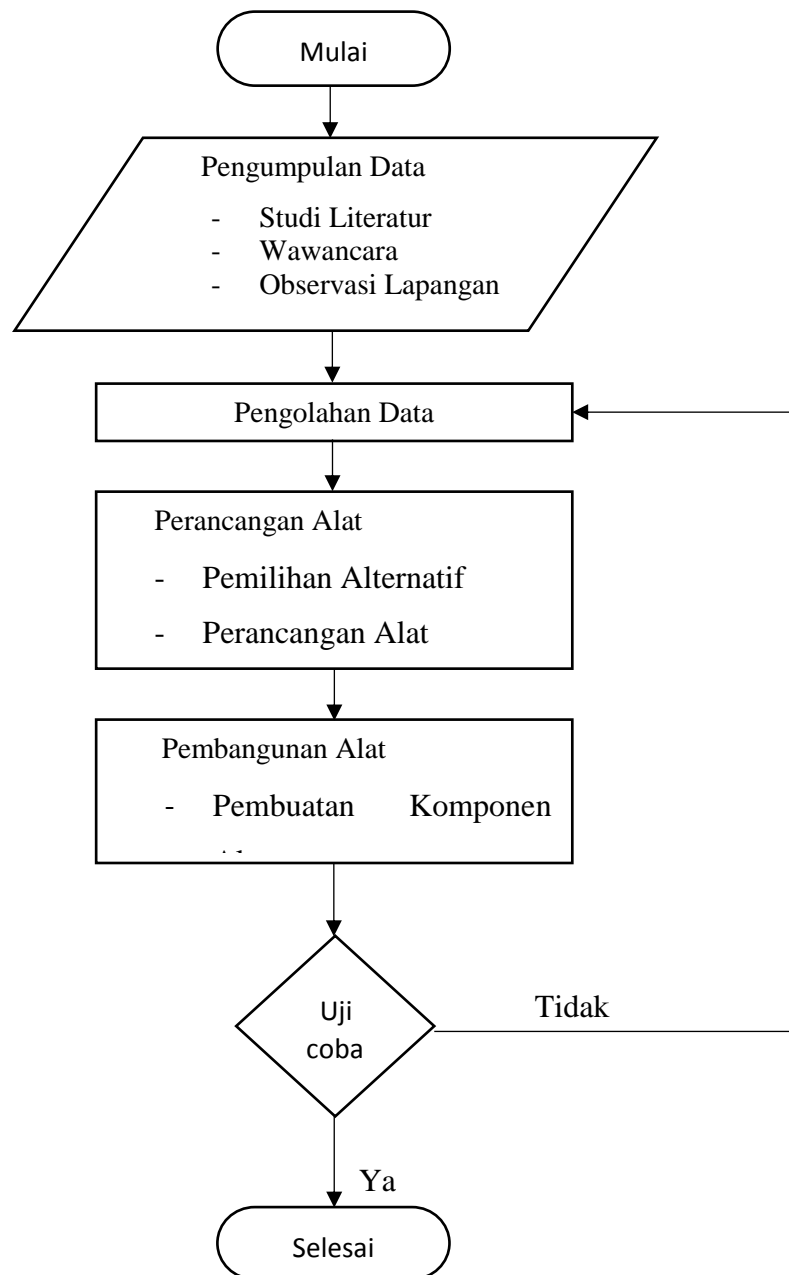 Mulai
Pengumpulan Data
- Studi Literatur
- Wawancara
- Observasi Lapangan
Pengolahan Data
Perancangan Alat
- Pemilihan Alternatif
- Perancangan Alat
Pembangunan Alat
- Pembuatan Komponen
Uji
coba
Tidak
Ya
Selesai